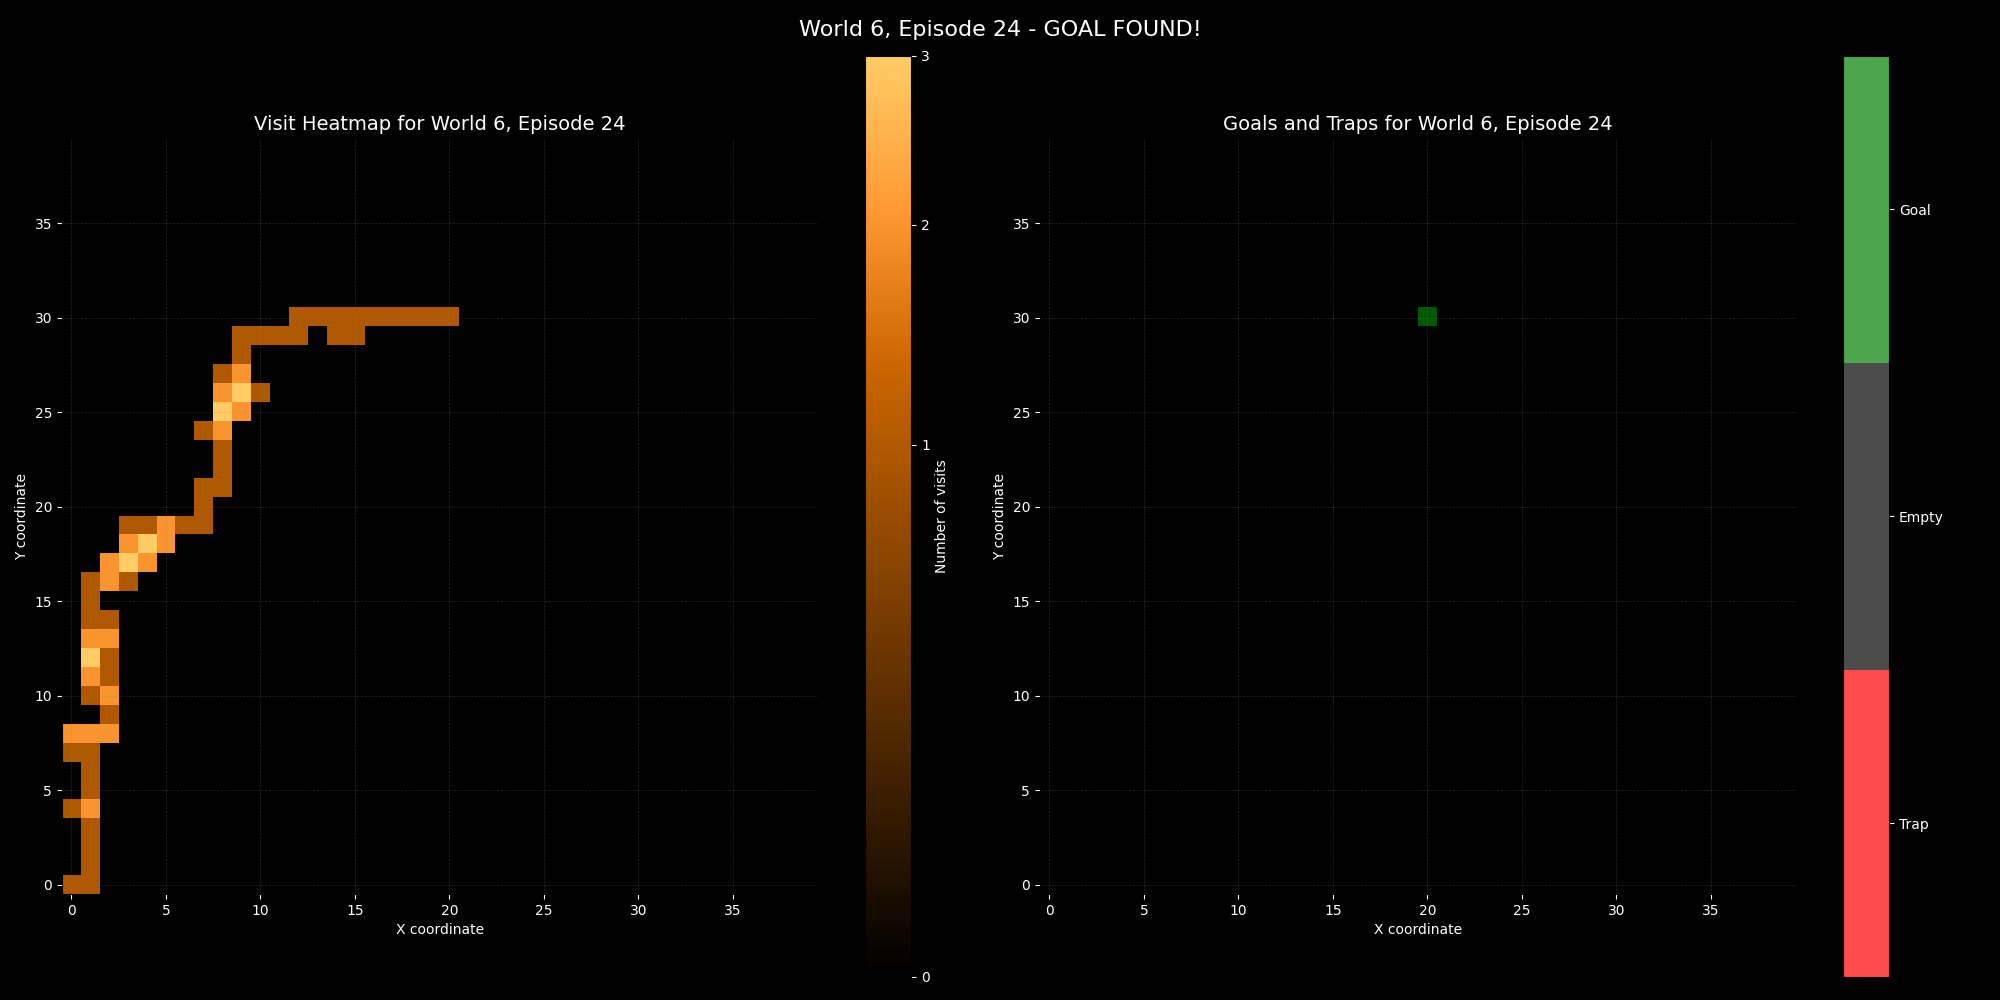 World 6, Episode 24 - GOAL FOUND!
Visit Heatmap for World 6, Episode 24
35
30
25
20
15
10
5
0
Y coordinate
0 5 10 15 20 25 30 35
X coordinate
3
2
1
0
Number of visits
Goals and Traps for World 6, Episode 24
35
30
25
20
15
10
5
0
Y coordinate
0 5 10 15 20 25 30 35
X coordinate
Goal
Empty
Trap